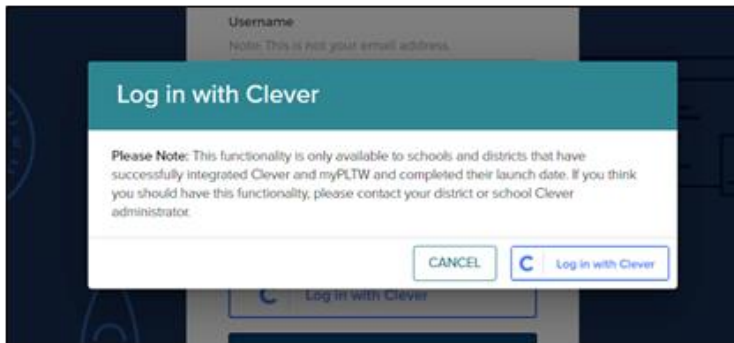 Username
Note: This is not your email address.
Log in with Clever
Please Note: This functionality is only available to schools and districts that have
successfully integrated Clever and myPLTW and completed their launch date. If you think
you should have this functionality, please contact your district or school Clever
administrator.
CANCEL
C Log in with Clever
C Log in with Clever